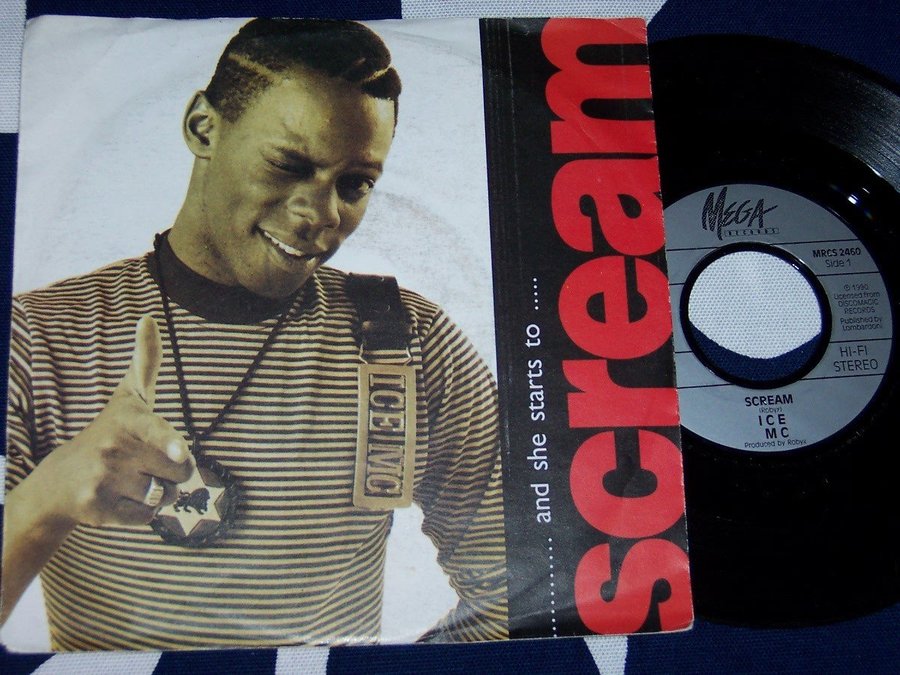 ............ and she starts to .....
scream
ICE MC
MEGA
RECORDS
MRCS 2460
Side 1
℗ 1990
Licensed from
DISCOMAGIC
RECORDS
Published by
Lombardoni
HI-FI
STEREO
SCREAM
(Robyx)
ICE
MC
Produced by Robyx